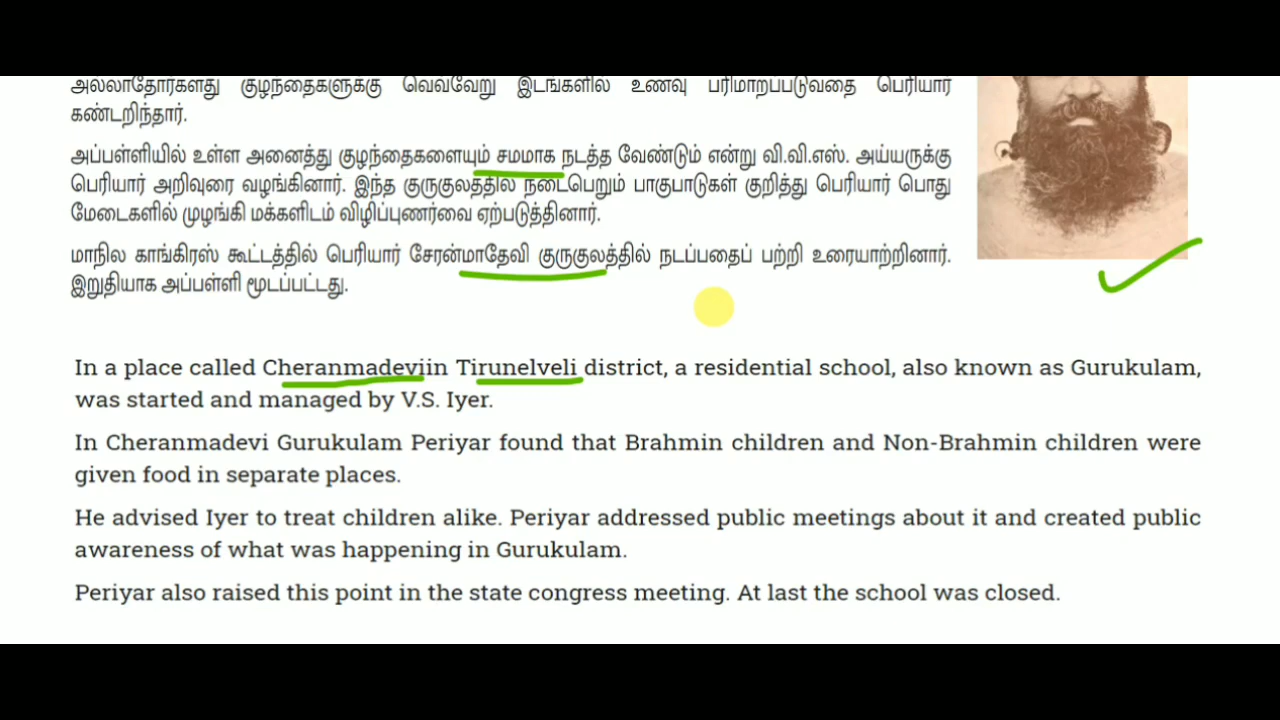 அல்லாதோர்களது குழந்தைகளுக்கு வெவ்வேறு இடங்களில் உணவு பரிமாறப்படுவதை பெரியார்
கண்டறிந்தார்.
அப்பள்ளியில் உள்ள அனைத்து குழந்தைகளையும் சமமாக நடத்த வேண்டும் என்று வி.வி.எஸ். அய்யருக்கு
பெரியார் அறிவுரை வழங்கினார். இந்த குருகுலத்தில் நடைபெறும் பாகுபாடுகள் குறித்து பெரியார் பொது
மேடைகளில் முழங்கி மக்களிடம் விழிப்புணர்வை ஏற்படுத்தினார்.
மாநில காங்கிரஸ் கூட்டத்தில் பெரியார் சேரன்மாதேவி குருகுலத்தில் நடப்பதைப் பற்றி உரையாற்றினார்.
இறுதியாக அப்பள்ளி மூடப்பட்டது.
In a place called Cheranmadeviin Tirunelveli district, a residential school, also known as Gurukulam,
was started and managed by V.S. Iyer.
In Cheranmadevi Gurukulam Periyar found that Brahmin children and Non-Brahmin children were
given food in separate places.
He advised Iyer to treat children alike. Periyar addressed public meetings about it and created public
awareness of what was happening in Gurukulam.
Periyar also raised this point in the state congress meeting. At last the school was closed.